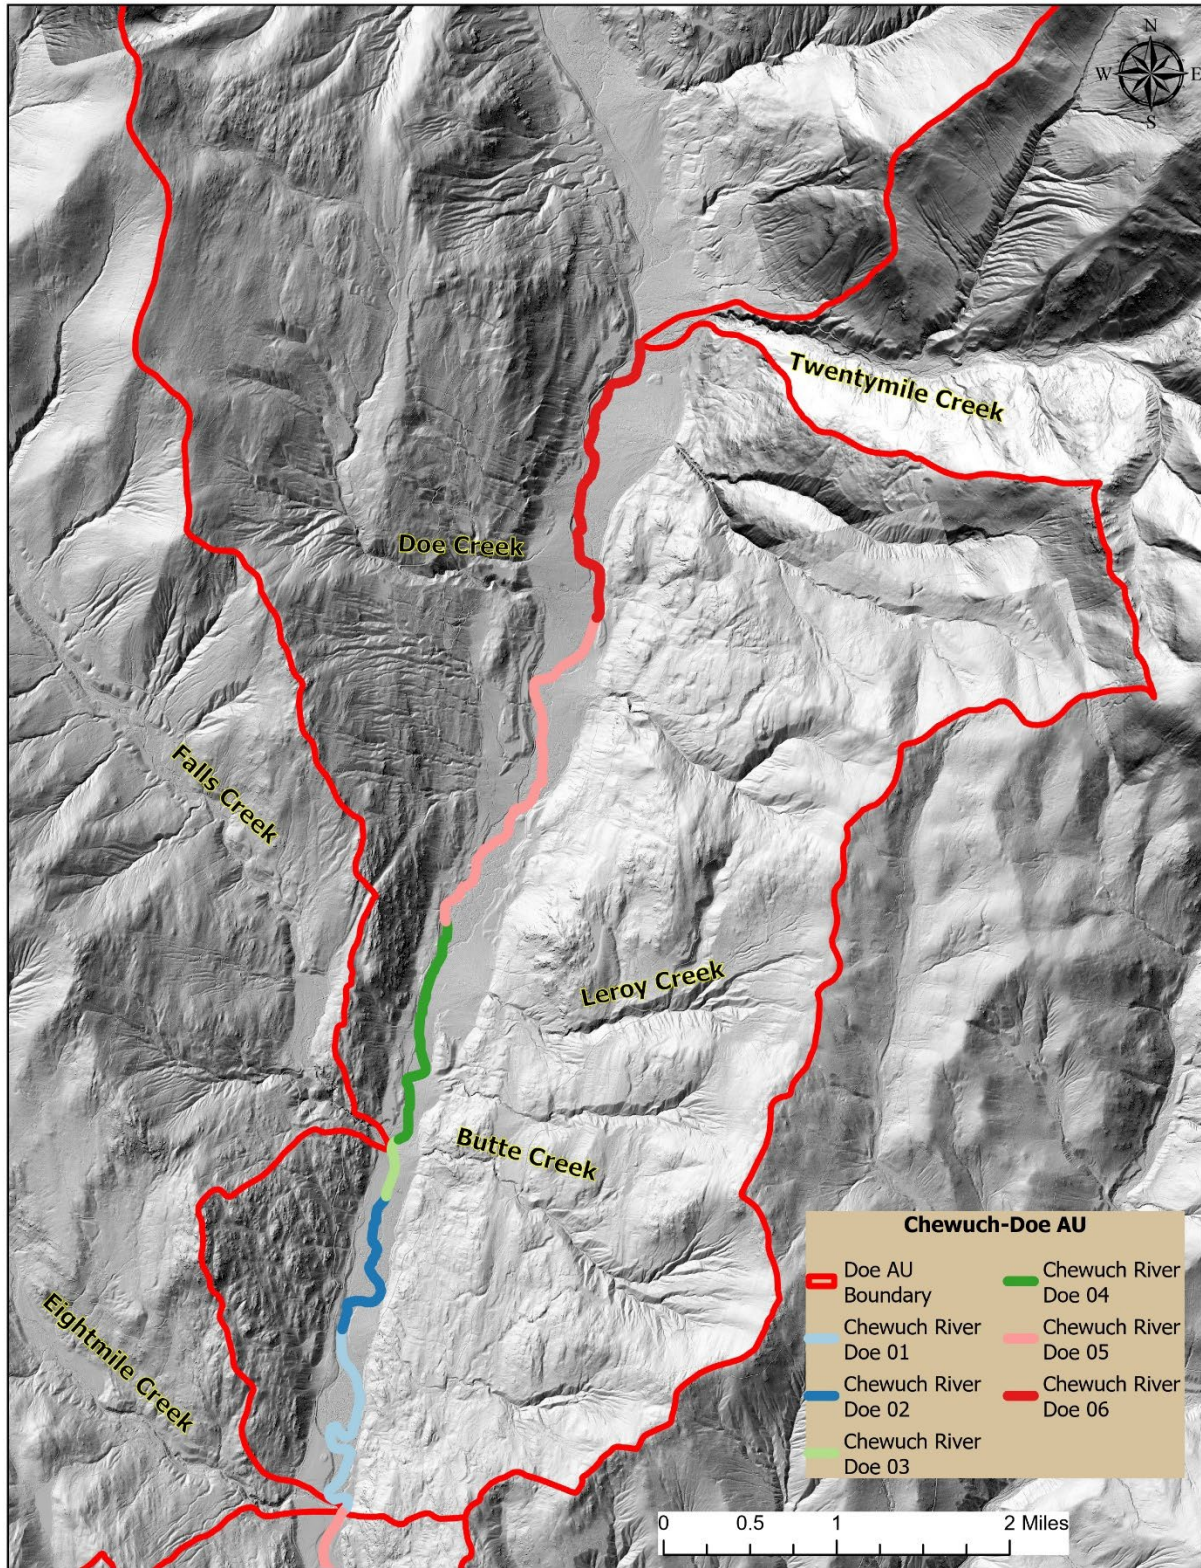 N
W E
S
Twentymile Creek
Doe Creek
Falls Creek
Leroy Creek
Butte Creek
Eightmile Creek
Chewuch-Doe AU
Doe AU
Boundary
Chewuch River
Doe 01
Chewuch River
Doe 02
Chewuch River
Doe 03
Chewuch River
Doe 04
Chewuch River
Doe 05
Chewuch River
Doe 06
0 0.5 1 2 Miles